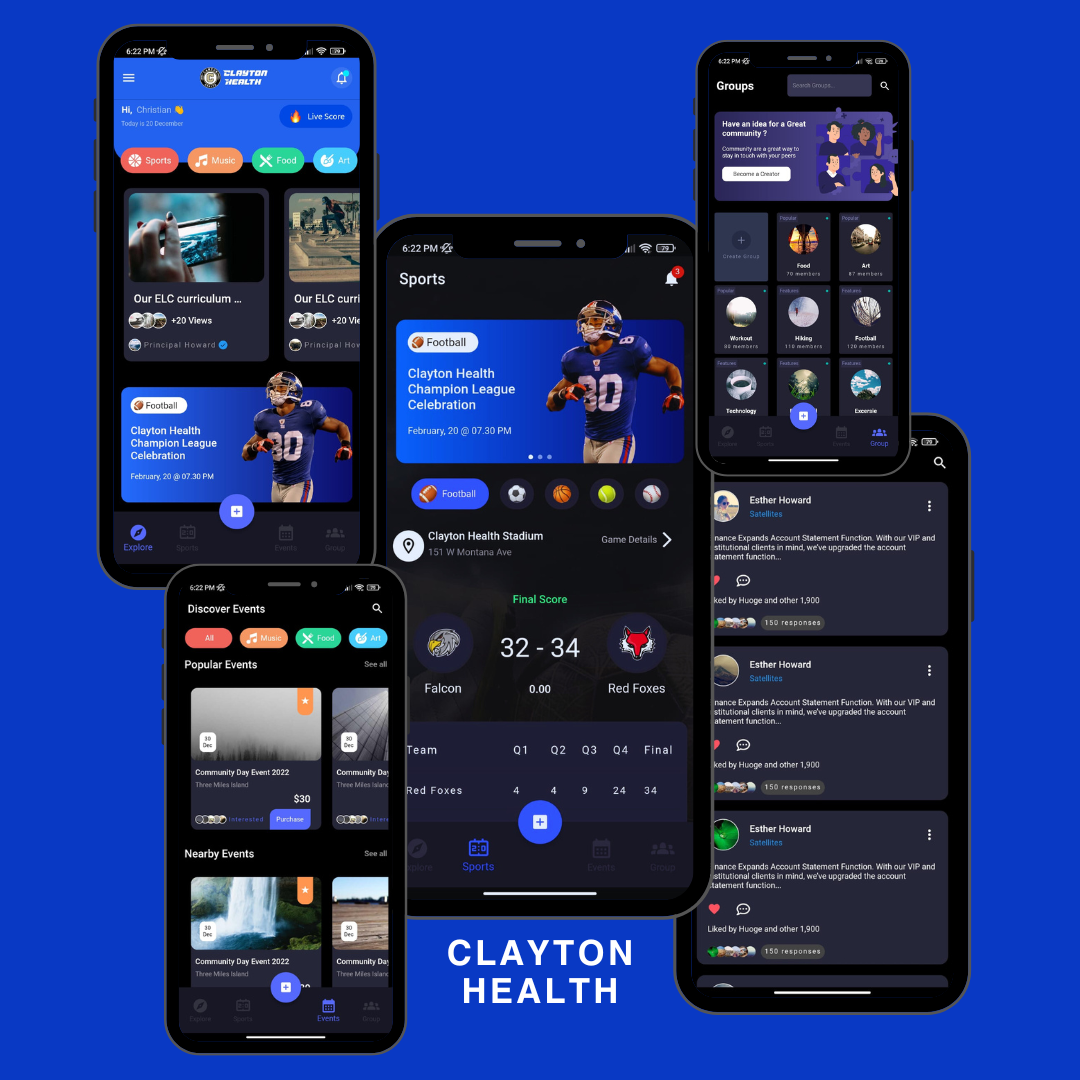 6:22 PM
CLAYTON
HEALTH
Hi, Christian 👋
Today is 20 December
Live Score
Sports
Music
Food
Art
Our ELC curriculum ...
+20 Views
Principal Howard
Our ELC curri
+20 Vie
Principal How
Football
Clayton Health
Champion League
Celebration
February, 20 @ 07.30 PM
Explore
Sports
Events
Group
6:22 PM
79
Sports
3
Football
Clayton Health
Champion League
Celebration
February, 20 @ 07.30 PM
Football
Clayton Health Stadium
151 W Montana Ave
Game Details
Final Score
32 - 34
Falcon
0.00
Red Foxes
Team Q1 Q2 Q3 Q4 Final
Red Foxes 4 4 9 24 34
xplore
Sports
Events
Group
6:22 PM
Groups
Search Groups..
Have an idea for a Great
community ?
Community are a great way to
stay in touch with your peers
Become a Creator
Create Group
Popular
Food
70 members
Popular
Art
87 members
Popular
Workout
80 members
Features
Hiking
110 members
Features
Football
120 members
Features
Technology
Features
Features
Excersie
Explore
Events
Group
6:22 PM
Discover Events
All
Music
Food
Art
Popular Events
See all
30
Dec
Community Day Event 2022
Three Miles Island
$30
Interested
Purchase
30
Dec
Community Day
Three Miles Islan
Intere
Nearby Events
See all
30
Dec
Community Day Event 2022
Three Miles Island
30
Dec
Community Day
Three Miles Islan
Explore
Sports
Events
Group
Esther Howard
Satellites
nance Expands Account Statement Function. With our VIP and
stitutional clients in mind, we've upgraded the account
atement function...
ked by Huoge and other 1,900
150 responses
Esther Howard
Satellites
nance Expands Account Statement Function. With our VIP and
stitutional clients in mind, we've upgraded the account
atement function...
ked by Huoge and other 1,900
150 responses
Esther Howard
Satellites
nance Expands Account Statement Function. With our VIP and
stitutional clients in mind, we've upgraded the account
atement function...
Liked by Huoge and other 1,900
150 responses
CLAYTON
HEALTH